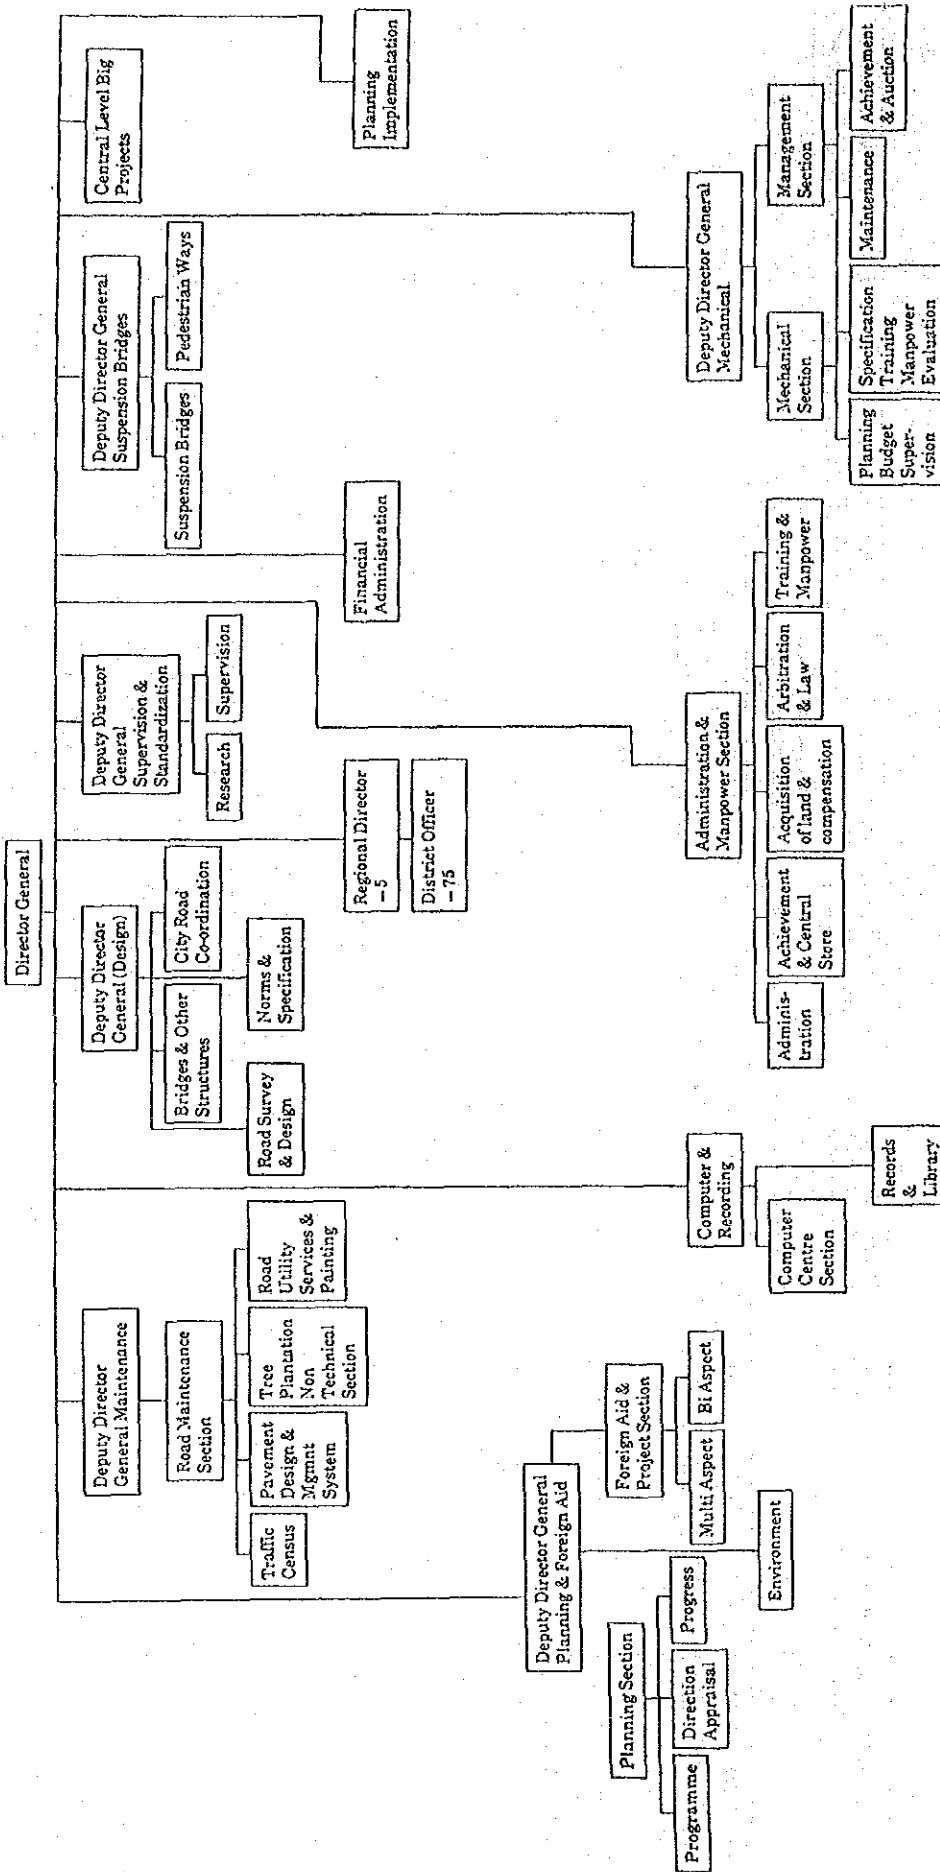 Director General
Deputy Director
General Maintenance
Road Maintenance
Section
Traffic
Census
Pavement
Design &
Mgmnt
System
Tree
Plantation
Non
Technical
Section
Road
Utility
Services &
Painting
Deputy Director
General (Design)
Bridges & Other
Structures
City Road
Co-ordination
Road Survey
& Design
Norms &
Specification
Deputy Director
General
Supervision &
Standardization
Research
Supervision
Deputy Director General
Suspension Bridges
Suspension Bridges
Pedestrian Ways
Central Level Big
Projects
Regional Director
-5
District Officer
-75
Financial
Administration
Planning
Implementation
Deputy Director General
Planning & Foreign Aid
Planning Section
Programme
Direction
Appraisal
Progress
Foreign Aid &
Project Section
Multi Aspect
Bi Aspect
Environment
Computer &
Recording
Computer
Centre
Section
Records
&
Library
Administration &
Manpower Section
Adminis-
tration
Achievement
& Central
Store
Acquisition
of land &
compensation
Arbitration
& Law
Training &
Manpower
Deputy Director General
Mechanical
Mechanical
Section
Management
Section
Planning
Budget
Super-
vision
Specification
Training
Manpower
Evaluation
Maintenance
Achievement
& Auction